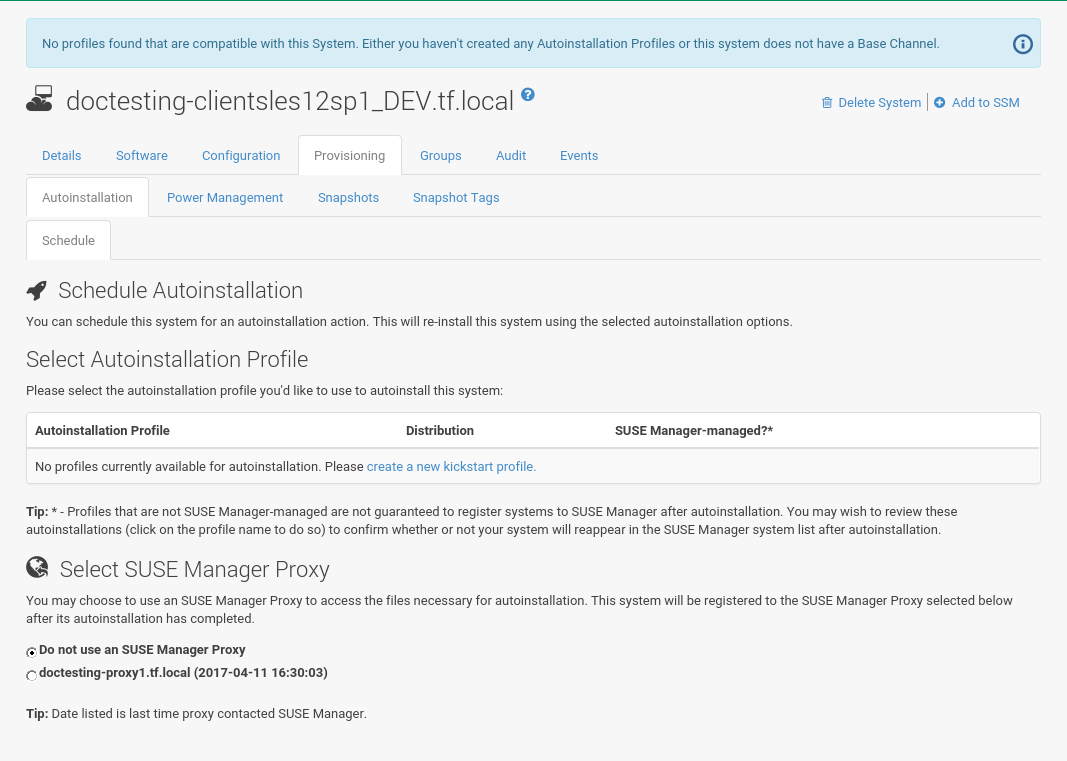 No profiles found that are compatible with this System. Either you haven't created any Autoinstallation Profiles or this system does not have a Base Channel.
doctesting-clientsles12sp1_DEV.tf.local ?
Delete System | Add to SSM
Details Software Configuration Provisioning Groups Audit Events
Autoinstallation Power Management Snapshots Snapshot Tags
Schedule
Schedule Autoinstallation
You can schedule this system for an autoinstallation action. This will re-install this system using the selected autoinstallation options.
Select Autoinstallation Profile
Please select the autoinstallation profile you'd like to use to autoinstall this system:
Autoinstallation Profile Distribution SUSE Manager-managed?*
No profiles currently available for autoinstallation. Please create a new kickstart profile.
Tip: * - Profiles that are not SUSE Manager-managed are not guaranteed to register systems to SUSE Manager after autoinstallation. You may wish to review these
autoinstallations (click on the profile name to do so) to confirm whether or not your system will reappear in the SUSE Manager system list after autoinstallation.
Select SUSE Manager Proxy
You may choose to use an SUSE Manager Proxy to access the files necessary for autoinstallation. This system will be registered to the SUSE Manager Proxy selected below
after its autoinstallation has completed.
Do not use an SUSE Manager Proxy
doctesting-proxy1.tf.local (2017-04-11 16:30:03)
Tip: Date listed is last time proxy contacted SUSE Manager.